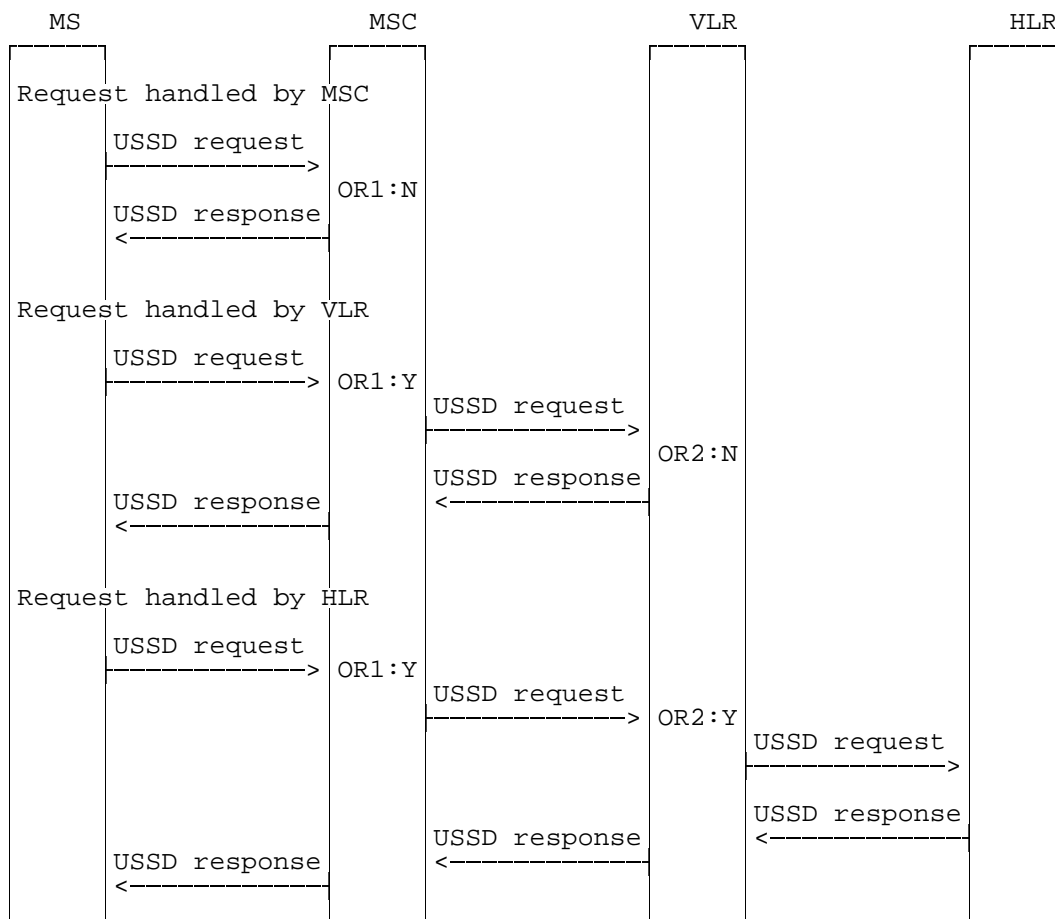 MS MSC VLR HLR
Request handled by MSC
USSD request
OR1:N
USSD response
Request handled by VLR
USSD request
OR1:Y
USSD request
OR2:N
USSD response
USSD response
Request handled by HLR
USSD request
OR1:Y
USSD request
OR2:Y
USSD request
USSD response
USSD response
USSD response